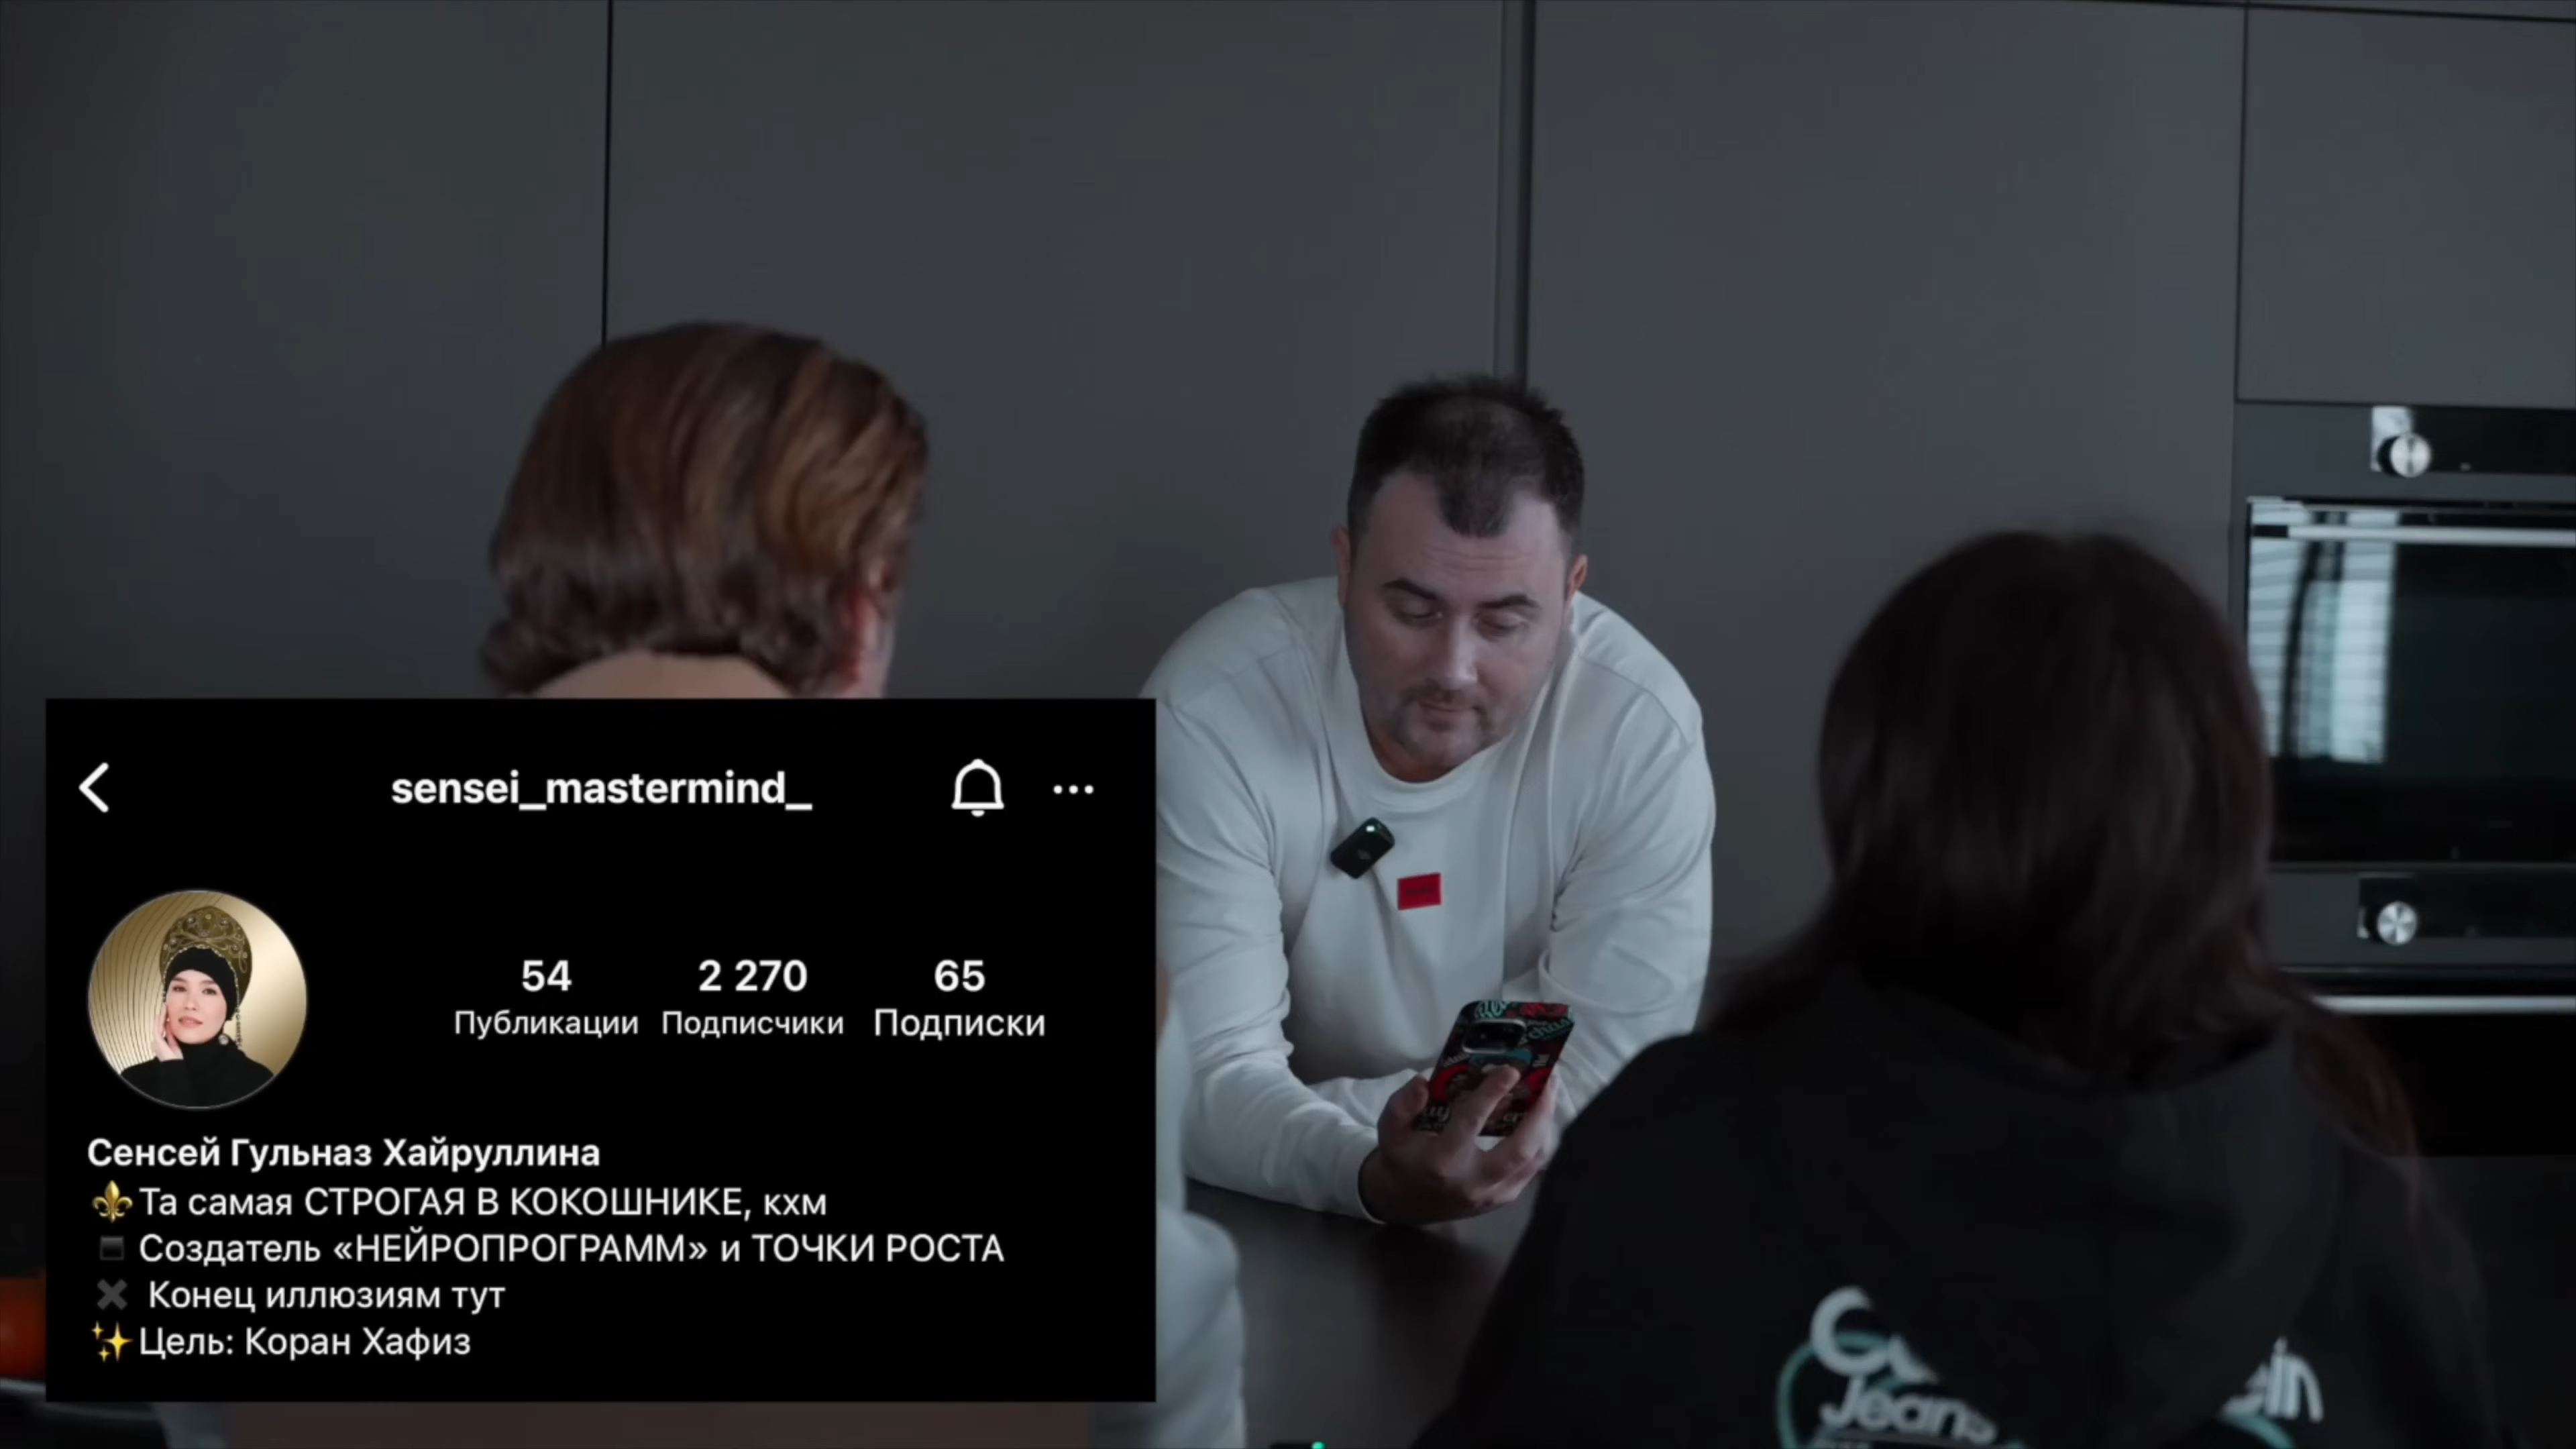 sensei_mastermind_
54 2 270 65
Публикации Подписчики Подписки
Сенсей Гульназ Хайруллина
⚜️Та самая СТРОГАЯ В КОКОШНИКЕ, кхм
▪️Создатель «НЕЙРОПРОГРАММ» и ТОЧКИ РОСТА
✖️ Конец иллюзиям тут
✨Цель: Коран Хафиз
Jeans